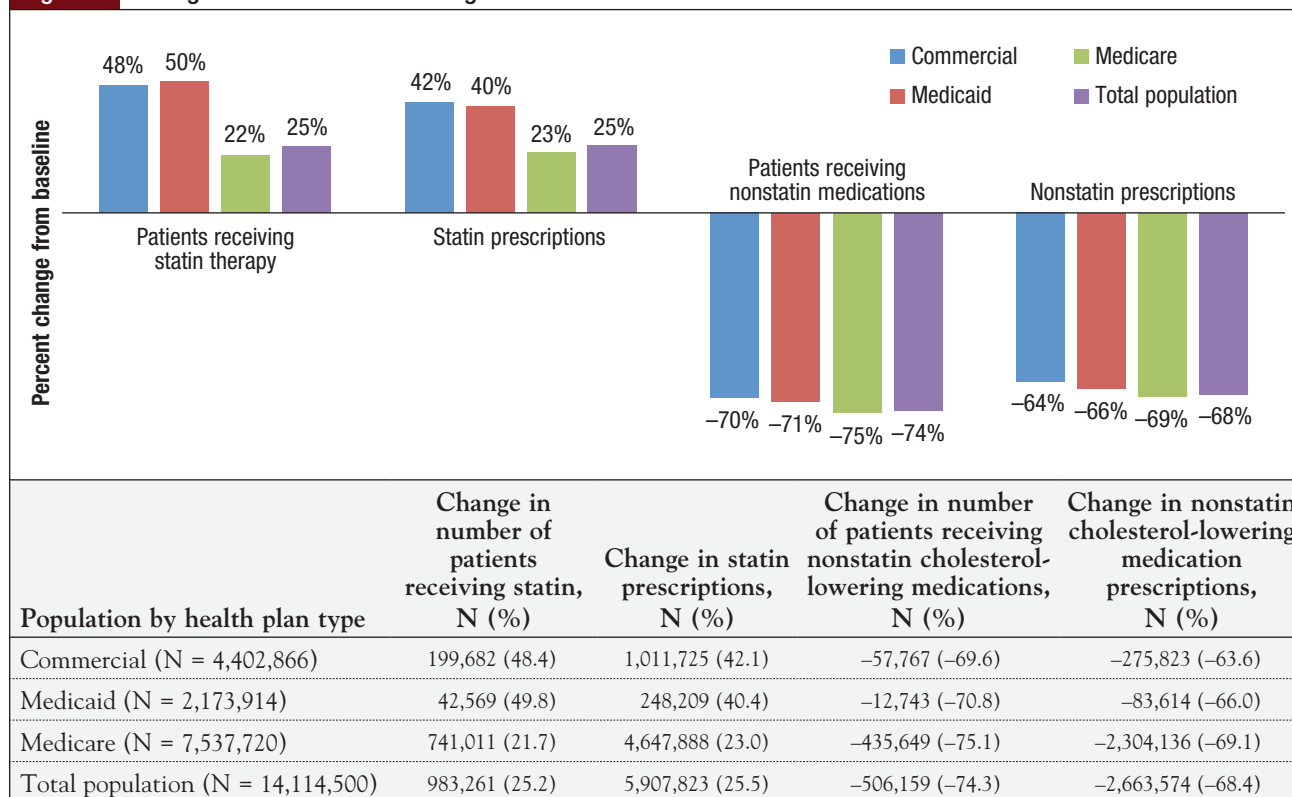 48%
50%
22%
25%
42%
40%
23%
25%
Commercial
Medicare
Medicaid
Total population
Percent change from baseline
Patients receiving
statin therapy
Statin prescriptions
Patients receiving
nonstatin medications
Nonstatin prescriptions
–70%
–71%
–75%
–74%
–64%
–66%
–69%
–68%
Population by health plan type
Change in
number of
patients
receiving statin,
N (%)
Change in statin
prescriptions,
N (%)
Change in number
of patients receiving
nonstatin cholesterol-
lowering medications,
N (%)
Change in nonstatin
cholesterol-lowering
medication
prescriptions,
N (%)
Commercial (N = 4,402,866) 199,682 (48.4) 1,011,725 (42.1) –57,767 (–69.6) –275,823 (–63.6)
Medicaid (N = 2,173,914) 42,569 (49.8) 248,209 (40.4) –12,743 (–70.8) –83,614 (–66.0)
Medicare (N = 7,537,720) 741,011 (21.7) 4,647,888 (23.0) –435,649 (–75.1) –2,304,136 (–69.1)
Total population (N = 14,114,500) 983,261 (25.2) 5,907,823 (25.5) –506,159 (–74.3) –2,663,574 (–68.4)